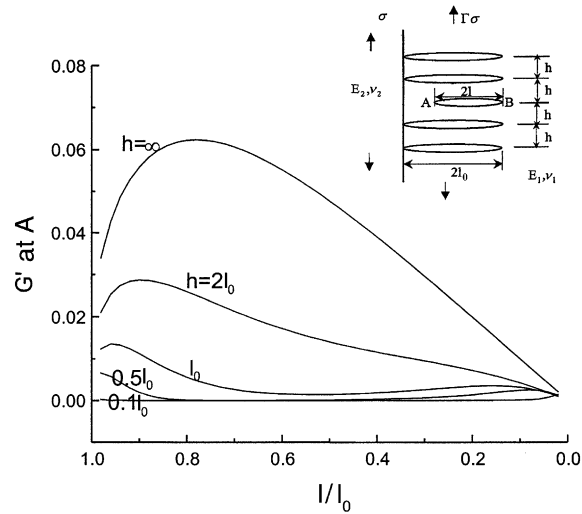 σ
Γσ
E₂,ν₂
2l
A
B
h
h
h
h
2l₀
E₁,ν₁
0.08
0.06
0.04
0.02
0.00
G' at A
h=∞
h=2l₀
l₀
0.5l₀
0.1l₀
1.0
0.8
0.6
0.4
0.2
0.0
l/l₀